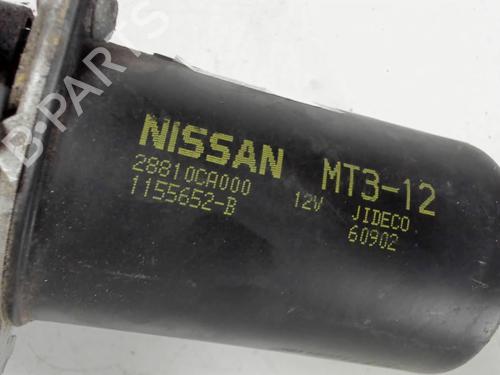 NISSAN MT3-12
28810CA000 12V JIDECO
1155652-B 60902
B-PARTS